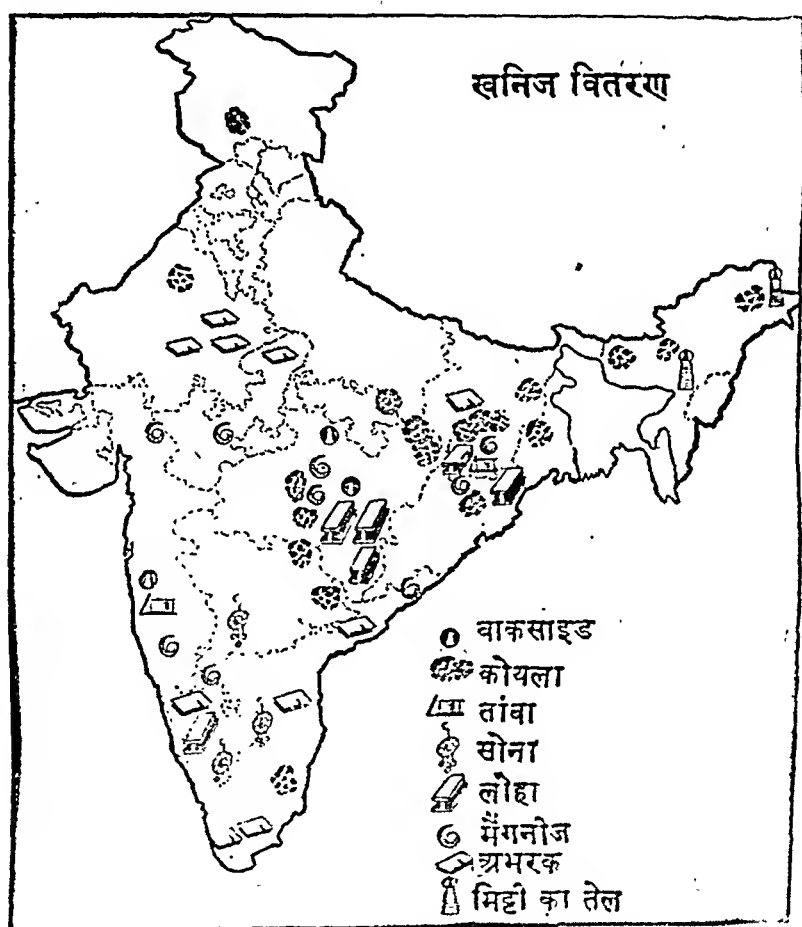 खनिज वितरण
वाकसाइड
कोयला
तांवा
सोना
लोहा
मैंगनीज
अभरक
मिट्टी का तेल